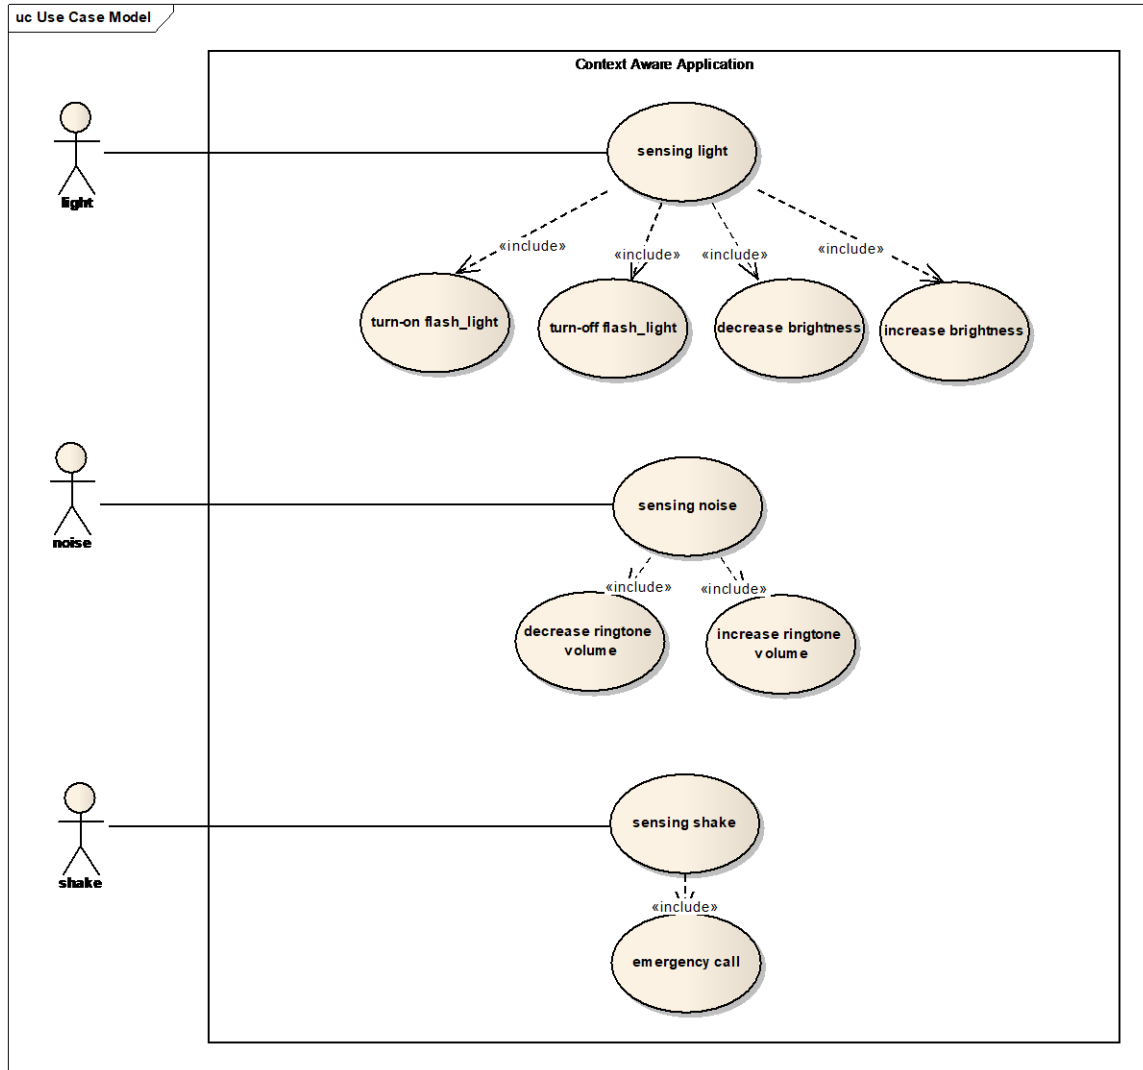 uc Use Case Model
Context Aware Application
sensing light
light
«include»
«include»
«include»
«include»
turn-on flash_light
turn-off flash_light
decrease brightness
increase brightness
sensing noise
noise
«include»
«include»
decrease ringtone
volume
increase ringtone
volume
sensing shake
shake
«include»
emergency call